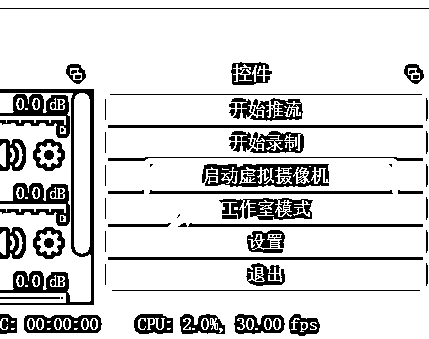 控件
0.0 dB
开始推流
开始录制
启动虚拟摄像机
0.0 dB
工作室模式
设置
0.0 dB
退出
C: 00:00:00 CPU: 2.0%, 30.00 fps